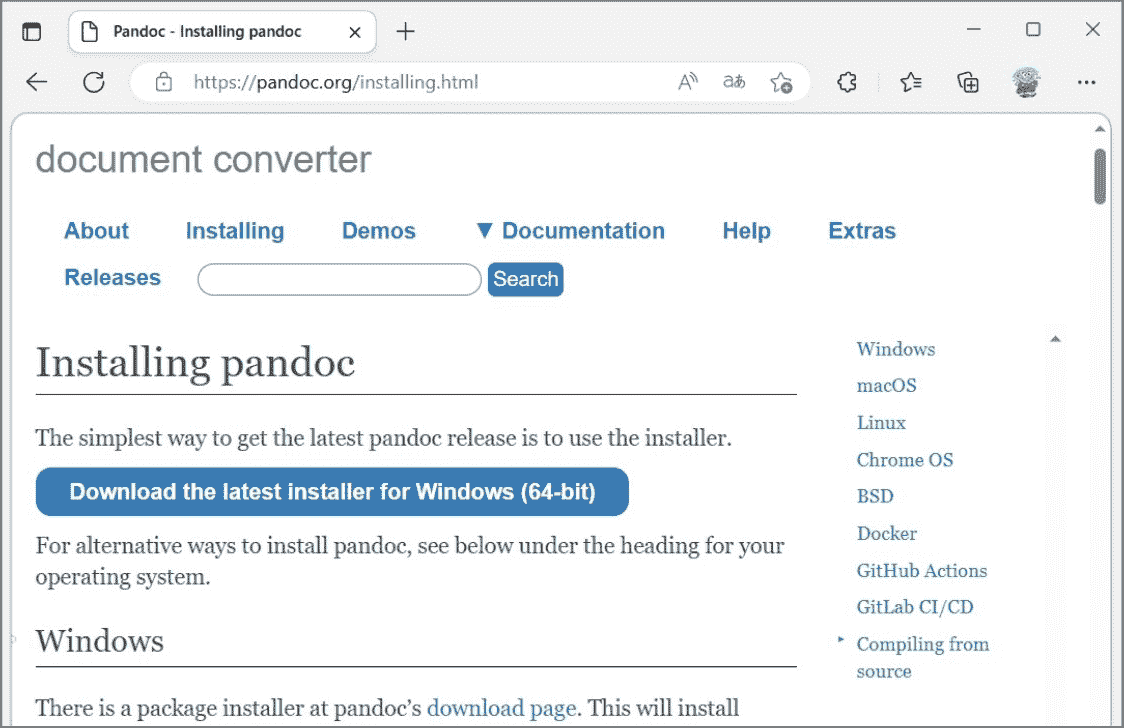 Pandoc - Installing pandoc
https://pandoc.org/installing.html
document converter
About Installing Demos ▼ Documentation Help Extras
Releases Search
Installing pandoc
The simplest way to get the latest pandoc release is to use the installer.
Download the latest installer for Windows (64-bit)
For alternative ways to install pandoc, see below under the heading for your
operating system.
Windows
There is a package installer at pandoc’s download page. This will install
Windows
macOS
Linux
Chrome OS
BSD
Docker
GitHub Actions
GitLab CI/CD
Compiling from
source